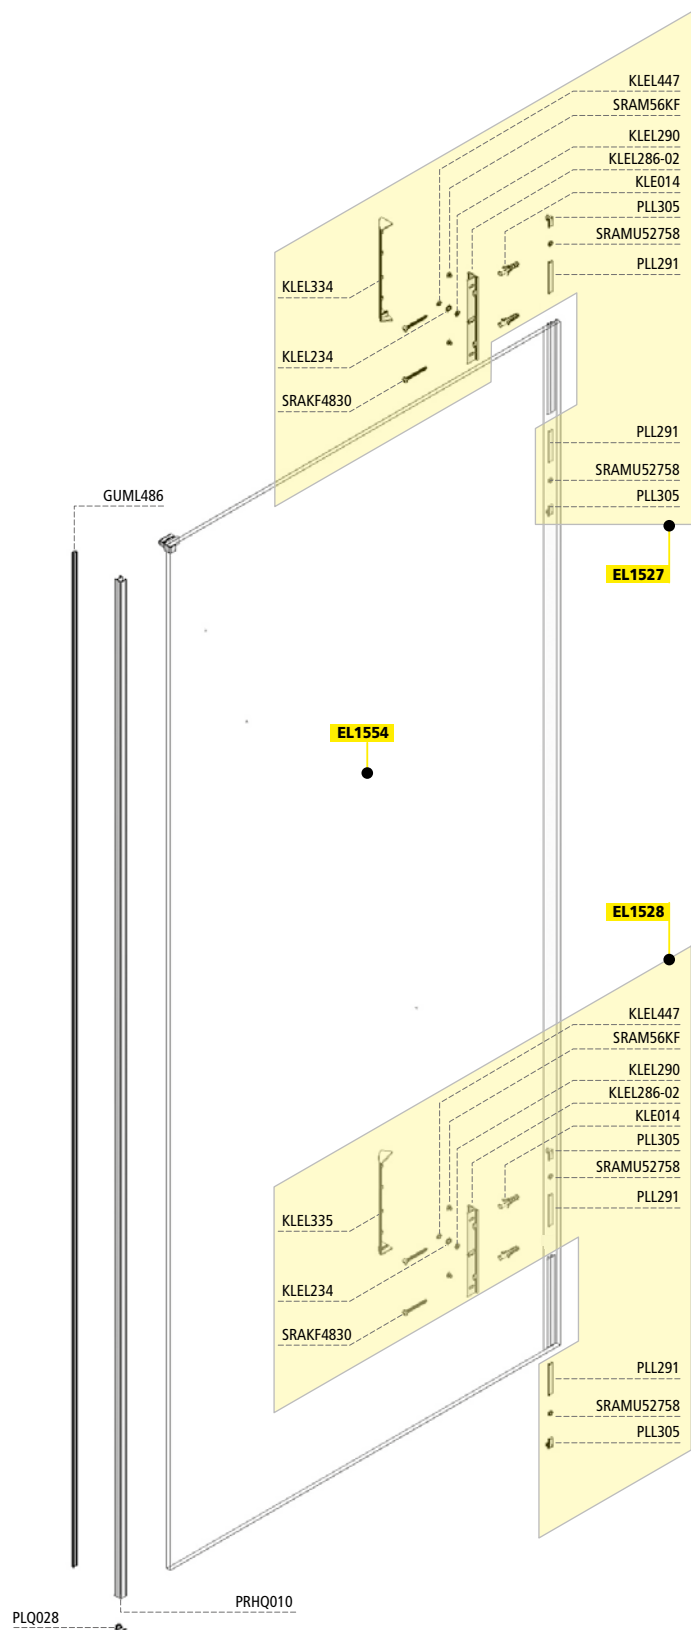 KLEL447
SRAM56KF
KLEL290
KLEL286-02
KLE014
PLL305
SRAMU52758
PLL291
KLEL334
KLEL234
SRAKF4830
PLL291
SRAMU52758
PLL305
GUML486
EL1527
EL1554
EL1528
KLEL447
SRAM56KF
KLEL290
KLEL286-02
KLE014
PLL305
SRAMU52758
PLL291
KLEL335
KLEL234
SRAKF4830
PLL291
SRAMU52758
PLL305
PRHQ010
PLQ028